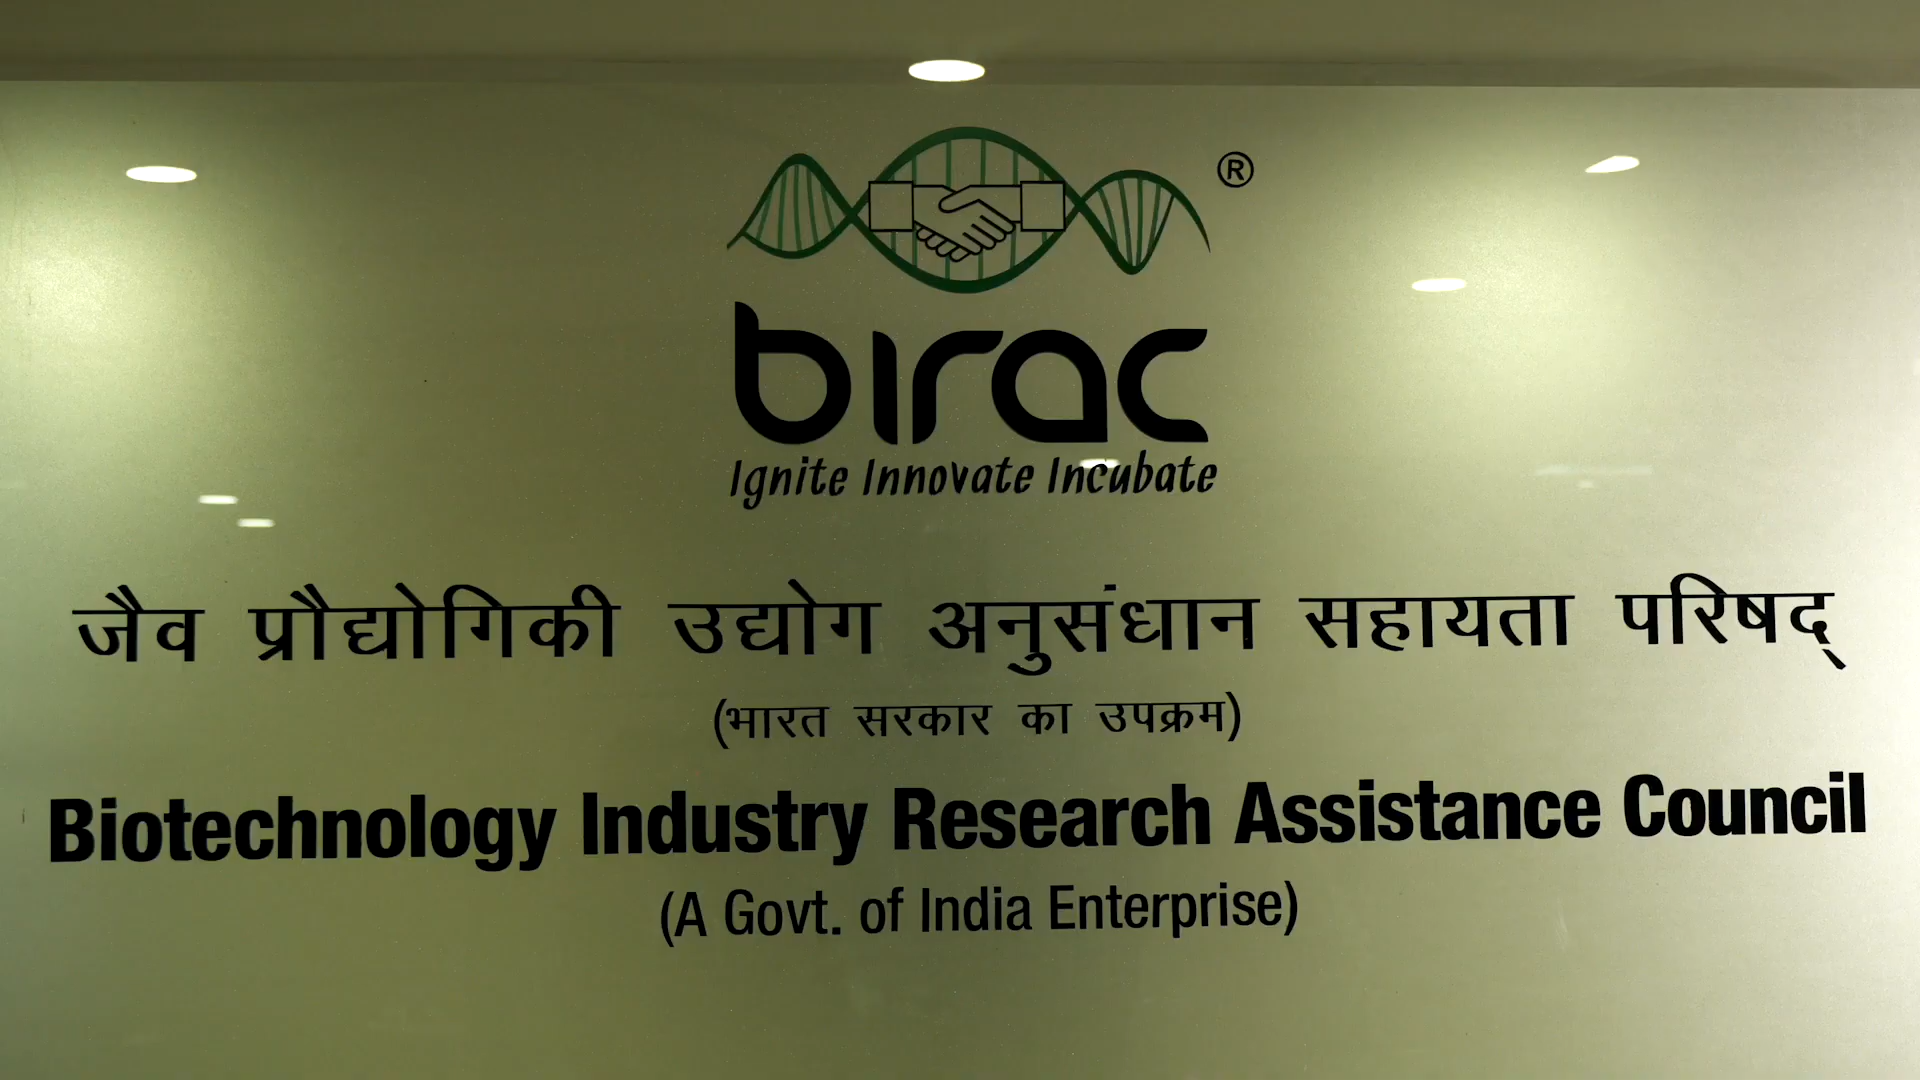 ®
birac
Ignite Innovate Incubate
जैव प्रौद्योगिकी उद्योग अनुसंधान सहायता परिषद्
(भारत सरकार का उपक्रम)
Biotechnology Industry Research Assistance Council
(A Govt. of India Enterprise)